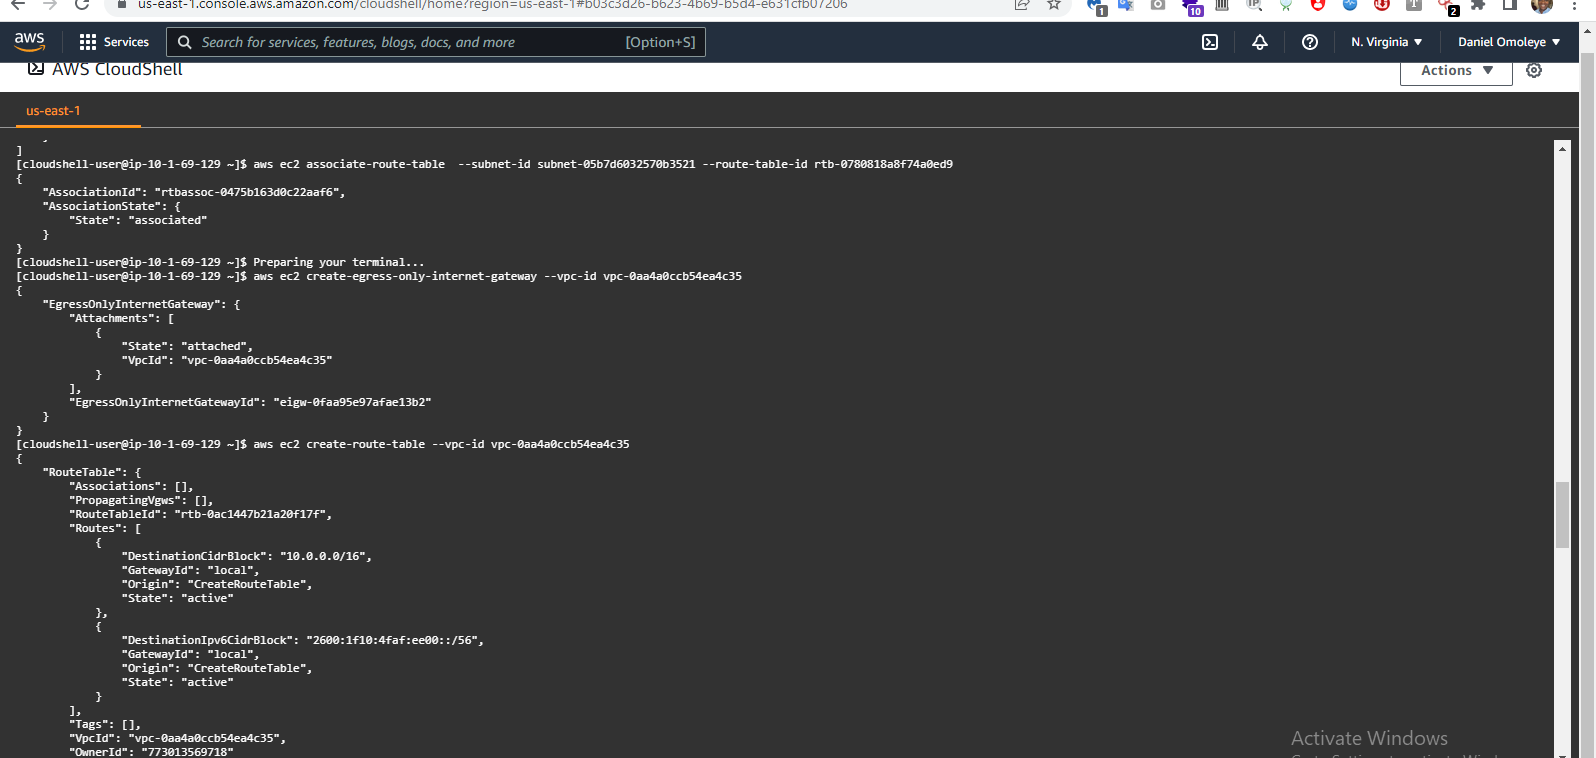 us-east-1.console.aws.amazon.com/cloudshell/home?region=us-east-1#b03c3d26-b623-4b69-b5d4-e631cfb07206
1
10
2
aws
Services
Search for services, features, blogs, docs, and more
[Option+S]
N. Virginia
Daniel Omoleye
AWS CloudShell
Actions
us-east-1
]
[cloudshell-user@ip-10-1-69-129 ~]$ aws ec2 associate-route-table  --subnet-id subnet-05b7d6032570b3521 --route-table-id rtb-0780818a8f74a0ed9
{
    "AssociationId": "rtbassoc-0475b163d0c22aaf6",
    "AssociationState": {
        "State": "associated"
    }
}
[cloudshell-user@ip-10-1-69-129 ~]$ Preparing your terminal...
[cloudshell-user@ip-10-1-69-129 ~]$ aws ec2 create-egress-only-internet-gateway --vpc-id vpc-0aa4a0ccb54ea4c35
{
    "EgressOnlyInternetGateway": {
        "Attachments": [
            {
                "State": "attached",
                "VpcId": "vpc-0aa4a0ccb54ea4c35"
            }
        ],
        "EgressOnlyInternetGatewayId": "eigw-0faa95e97afae13b2"
    }
}
[cloudshell-user@ip-10-1-69-129 ~]$ aws ec2 create-route-table --vpc-id vpc-0aa4a0ccb54ea4c35
{
    "RouteTable": {
        "Associations": [],
        "PropagatingVgws": [],
        "RouteTableId": "rtb-0ac1447b21a20f17f",
        "Routes": [
            {
                "DestinationCidrBlock": "10.0.0.0/16",
                "GatewayId": "local",
                "Origin": "CreateRouteTable",
                "State": "active"
            },
            {
                "DestinationIpv6CidrBlock": "2600:1f10:4faf:ee00::/56",
                "GatewayId": "local",
                "Origin": "CreateRouteTable",
                "State": "active"
            }
        ],
        "Tags": [],
        "VpcId": "vpc-0aa4a0ccb54ea4c35",
        "OwnerId": "773013569718"
Activate Windows